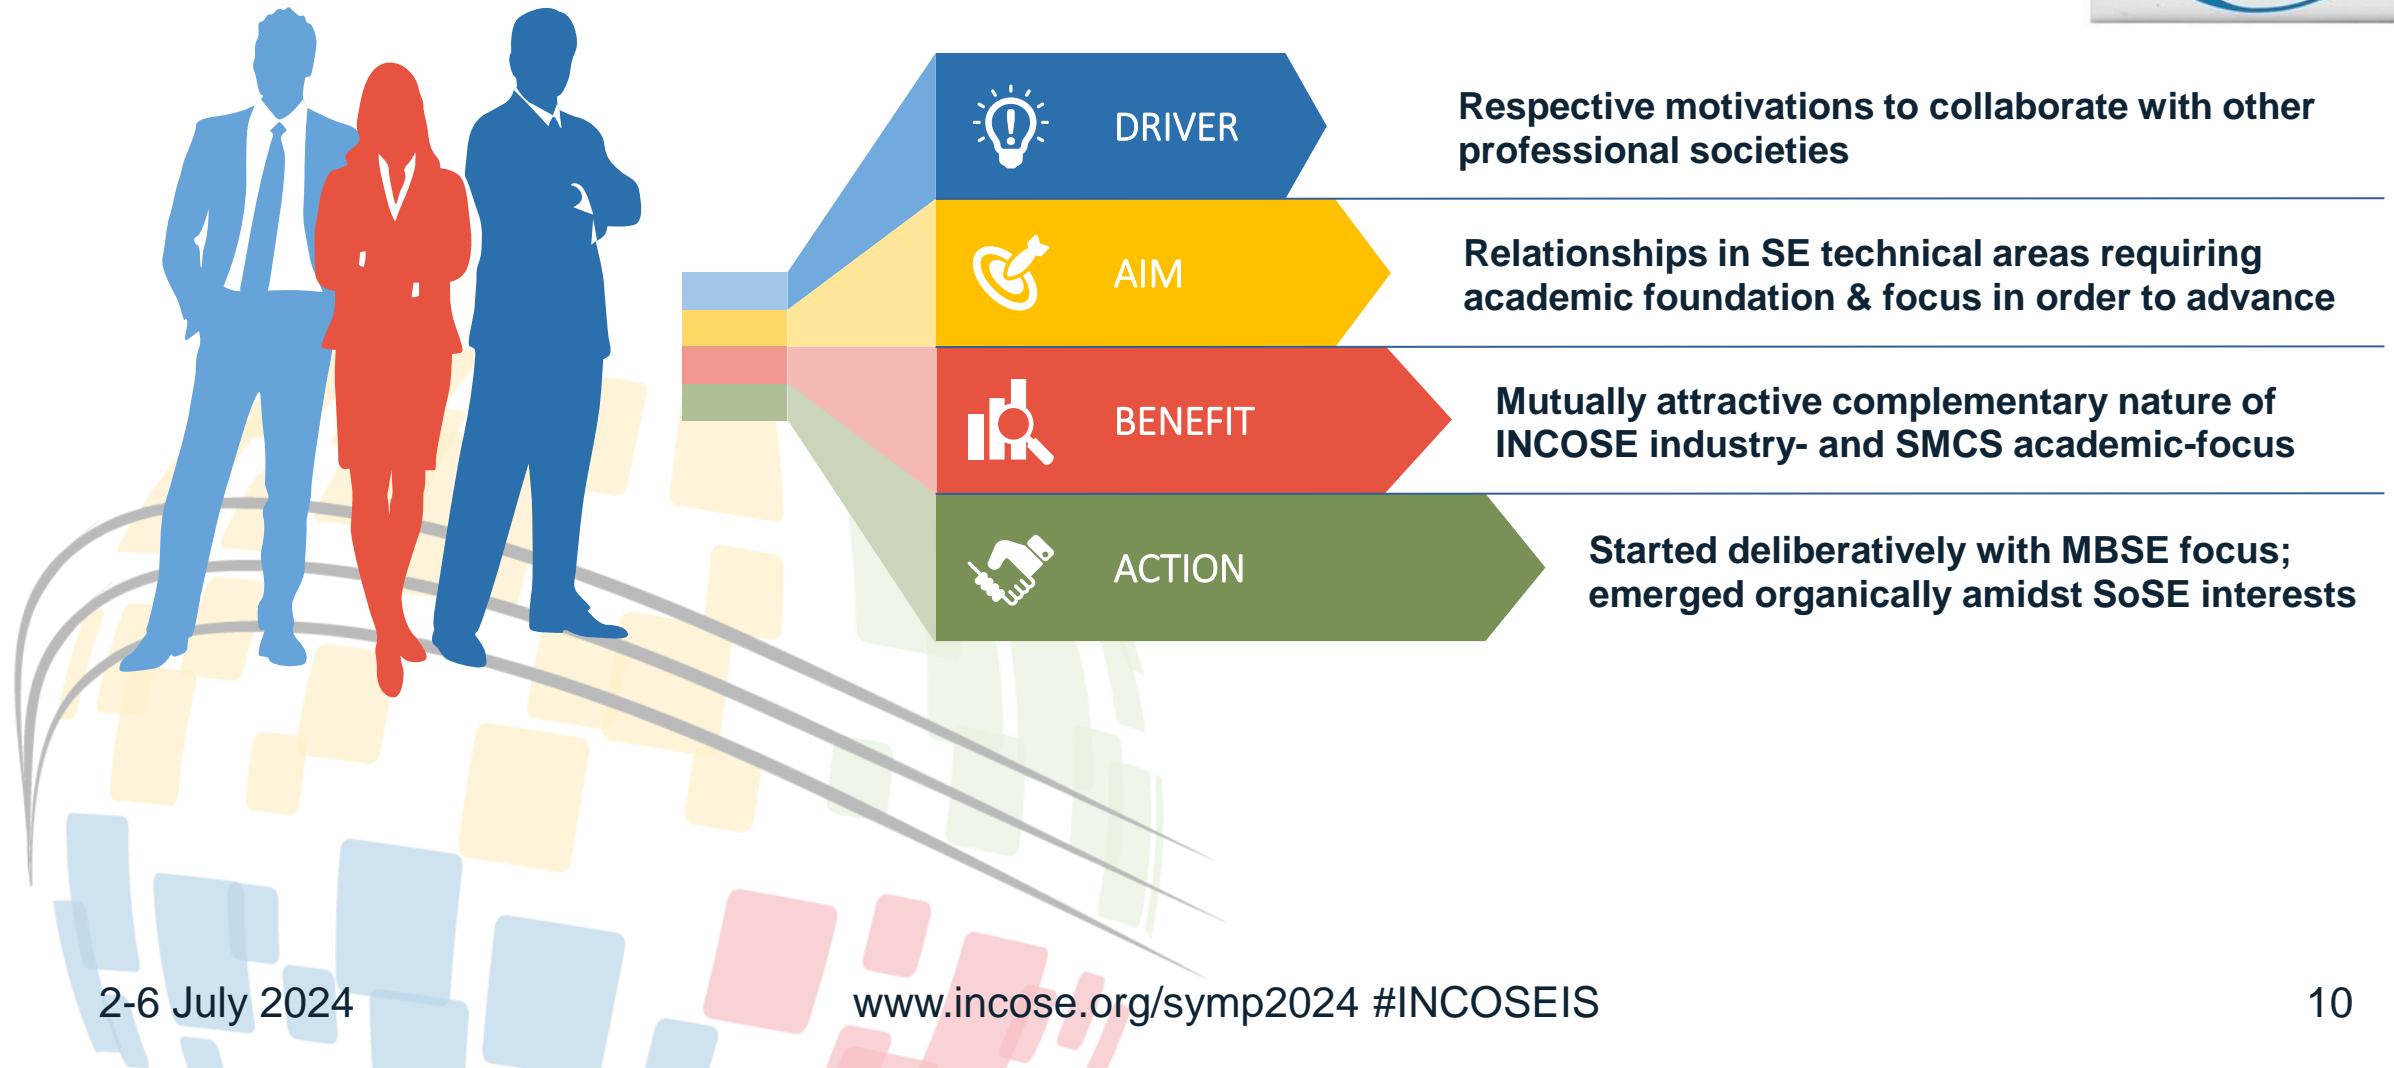 DRIVER
Respective motivations to collaborate with other
professional societies
AIM
Relationships in SE technical areas requiring
academic foundation & focus in order to advance
BENEFIT
Mutually attractive complementary nature of
INCOSE industry- and SMCS academic-focus
ACTION
Started deliberatively with MBSE focus;
emerged organically amidst SoSE interests
2-6 July 2024
www.incose.org/symp2024 #INCOSEIS
10